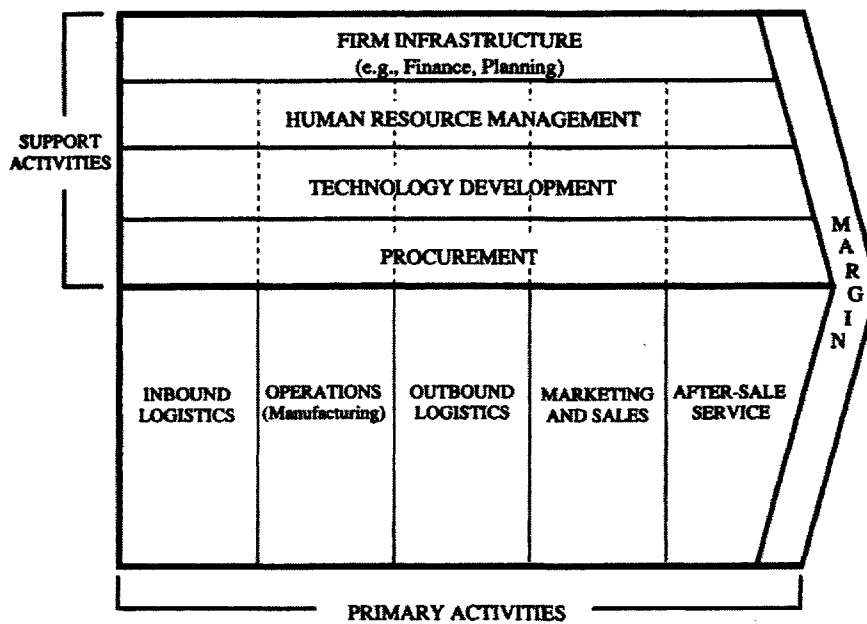 FIRM INFRASTRUCTURE
(e.g., Finance, Planning)
HUMAN RESOURCE MANAGEMENT
SUPPORT
ACTIVITIES
TECHNOLOGY DEVELOPMENT
PROCUREMENT
MARGIN
INBOUND
LOGISTICS
OPERATIONS
(Manufacturing)
OUTBOUND
LOGISTICS
MARKETING
AND SALES
AFTER-SALE
SERVICE
PRIMARY ACTIVITIES